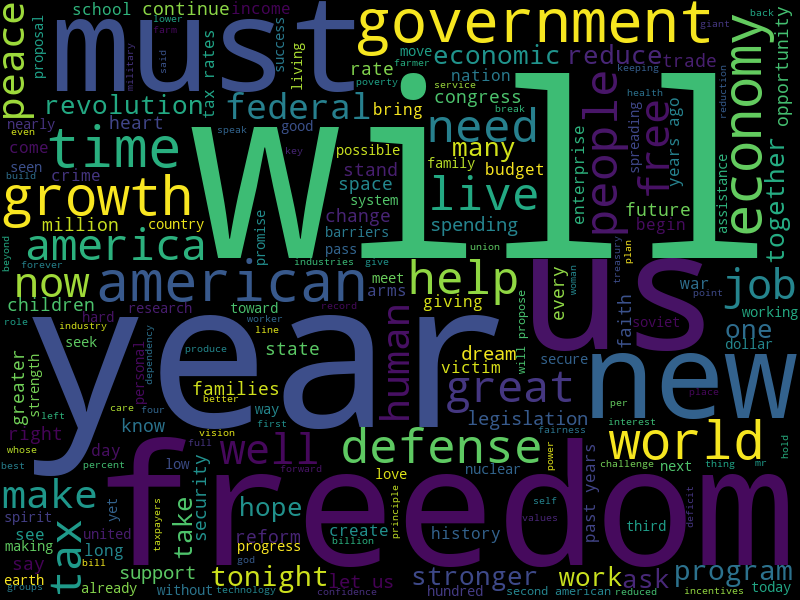 school continue income
peace
proposal
must
lower
farm
military
said
success
living
government
move economic reduce trade
farmer
rate
poverty
nation
keeping
health
reduction
giant
back
economy
opportunity
revolution
tax rates
federal
bring
service
congress
break
need
people
free
spreading
years ago
nearly
even
heart
speak
good
key
possible
many
family
budget
enterprise
assistance
together
time
will
come
seen
build
crime
stand
space
system
live
future
begin
growth
million
country
promise
change
barriers
pass
spending
union
america
beyond
forever
industries give
now
american
meet
arms
help
giving
every
woman
plan
treasury
us
war
point
job
working
children
research
toward
record
hard
worker
line
industry
role
year
human
dream
victim
will propose
faith
soviet
one
dollar
seek
personal
dependency
produce
state
secure
new
greater
strength
left
care four
better
families
great
per
place
right
know
way
first
legislation
interest
whose
vision
fairness
day
well
full
defense
world
hold
best
percent
low
forward
nuclear
power
challenge next thing mr
make
tax
yet
taxpayers
take
security
love
principle
freedom
self
values
past years
deficit
spirit
hope
see
united
reform
create
billion
history
third
making
long
progress
say
god
earth
bill
support
let us
stronger
work
ask
program
groups
already
without technology
tonight
confidence
hundred
second american
reduced
incentives
today